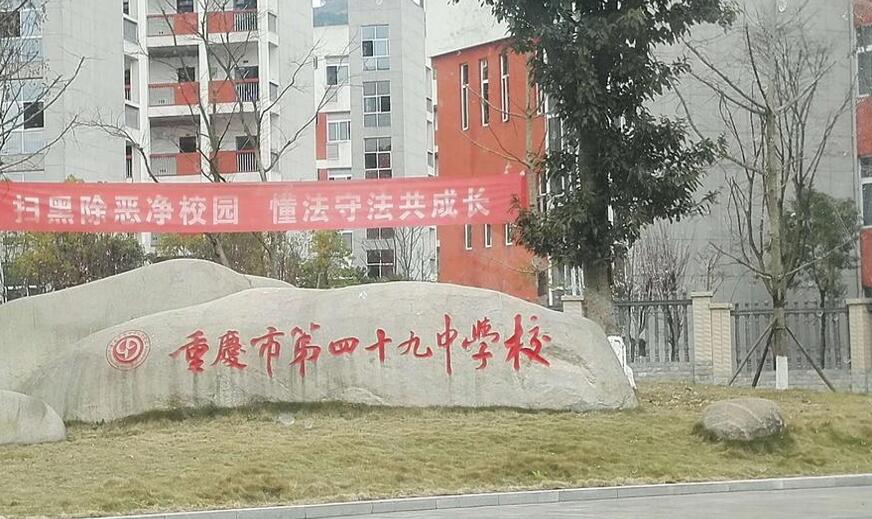 扫黑除恶净校园 懂法守法共成长
重慶市第四十九中学校